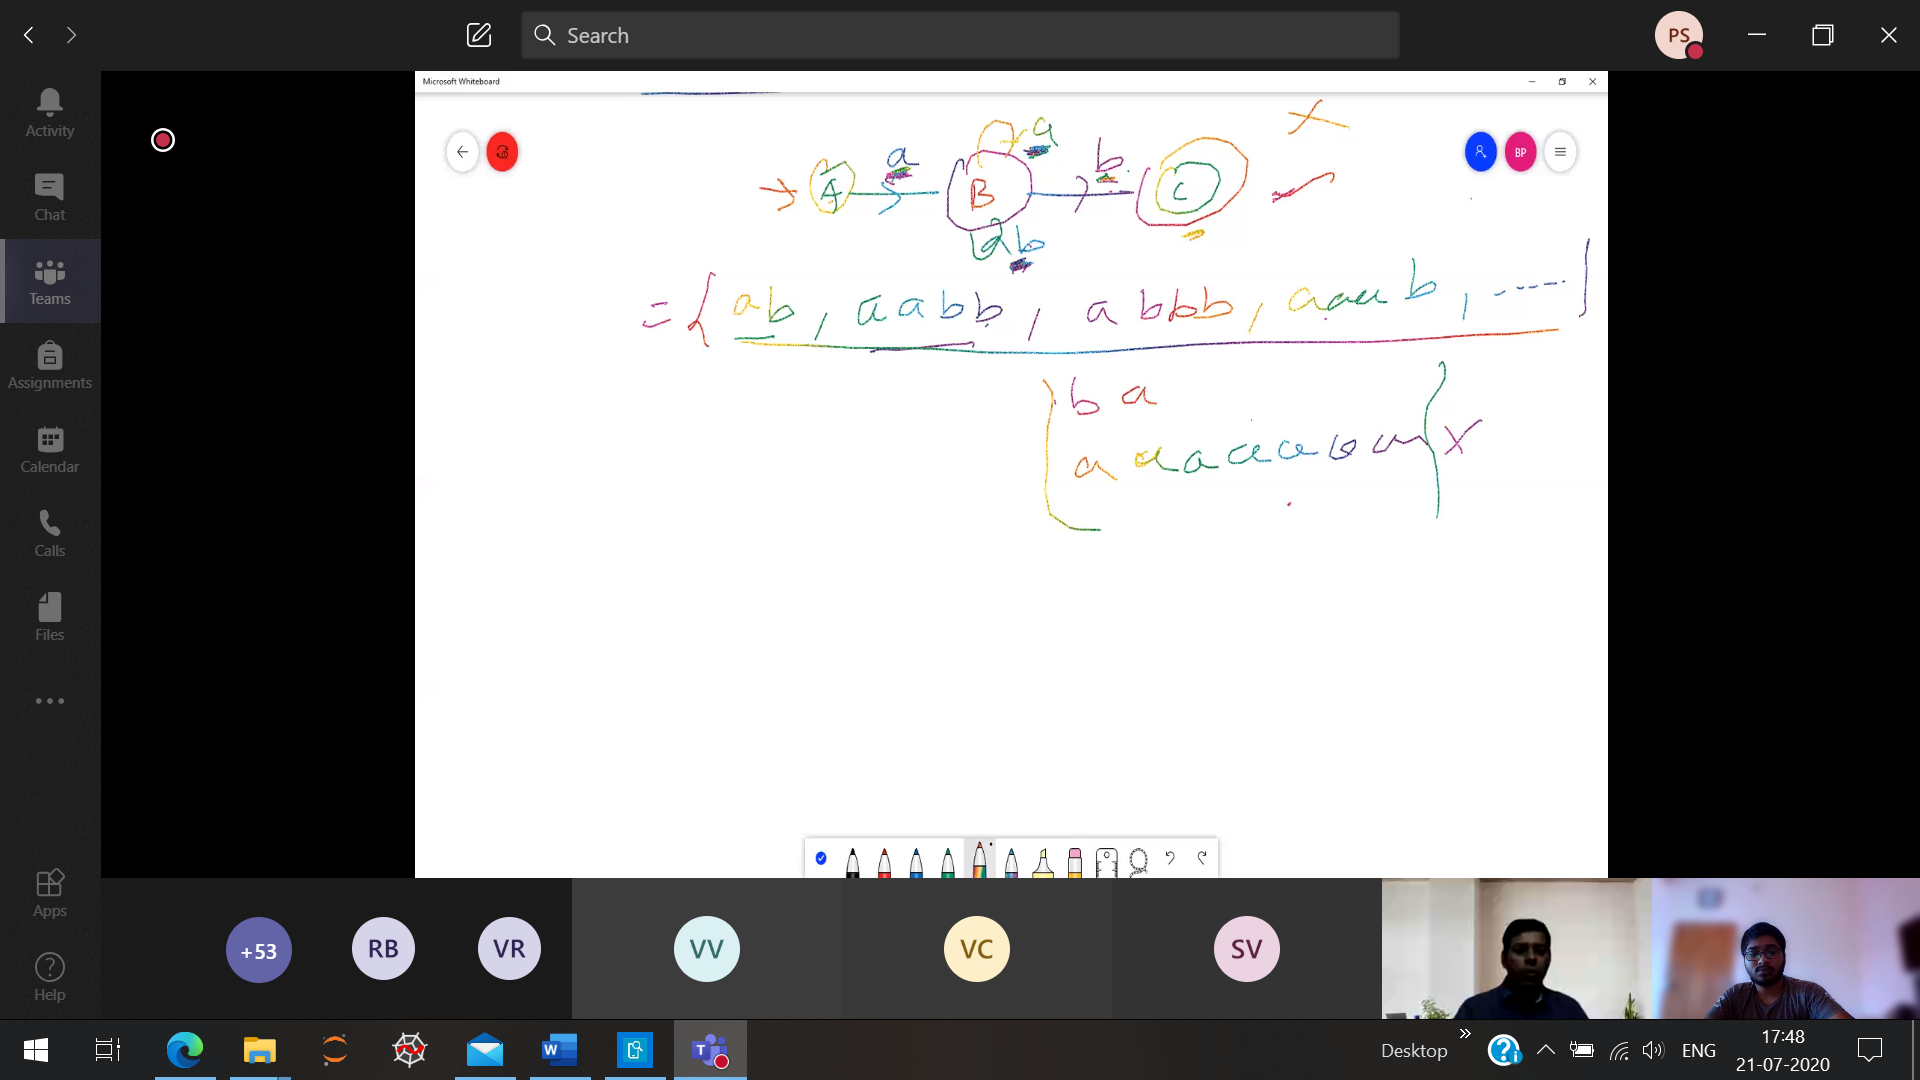 Search
PS
Activity
Chat
Teams
Assignments
Calendar
Calls
Files
Apps
Help
Microsoft Whiteboard
BP
a
a
b
A
B
C
b
= { ab, aabb, abbb, aaab, ----- }
b a
a a a a a
x
+53
RB
VR
VV
VC
SV
Desktop
ENG
17:48
21-07-2020